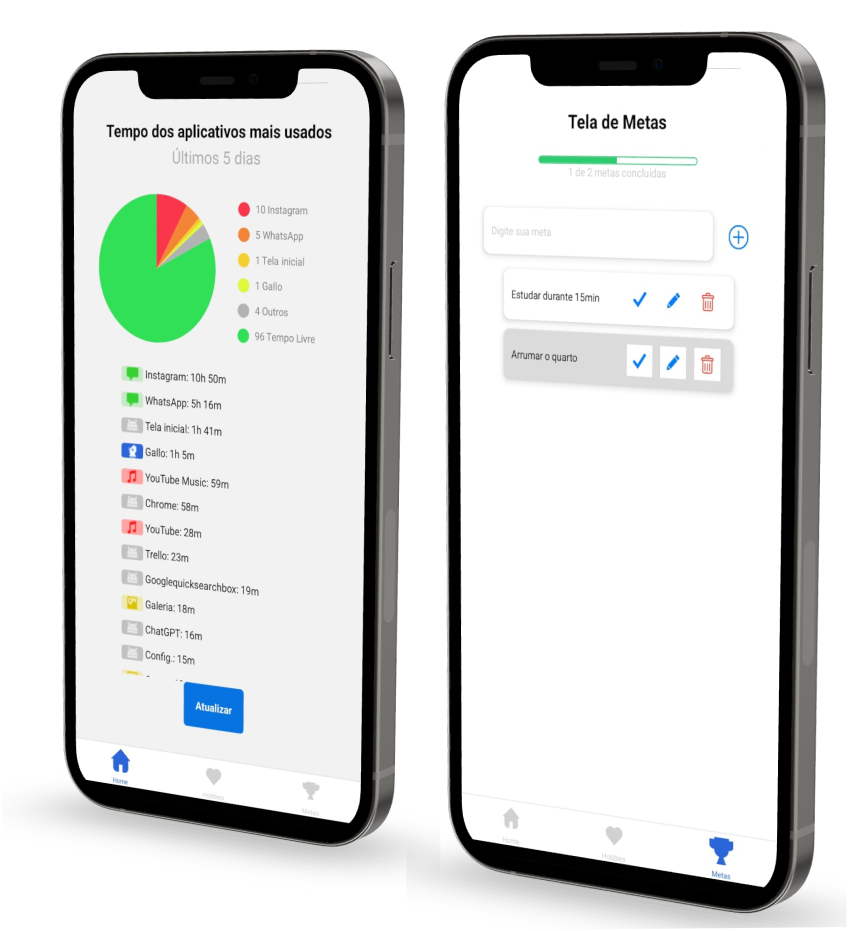 Tempo dos aplicativos mais usados
Últimos 5 dias
10 Instagram
5 WhatsApp
1 Tela inicial
1 Gallo
4 Outros
96 Tempo Livre
Instagram: 10h 50m
WhatsApp: 5h 16m
Tela inicial: 1h 41m
Gallo: 1h 5m
YouTube Music: 59m
Chrome: 58m
YouTube: 28m
Trello: 23m
Googlequicksearchbox: 19m
Galeria: 18m
ChatGPT: 16m
Config.: 15m
Atualizar
Home
Hobbies
Metas
Tela de Metas
1 de 2 metas concluídas
Digite sua meta
Estudar durante 15min
Arrumar o quarto
Home
Hobbies
Metas